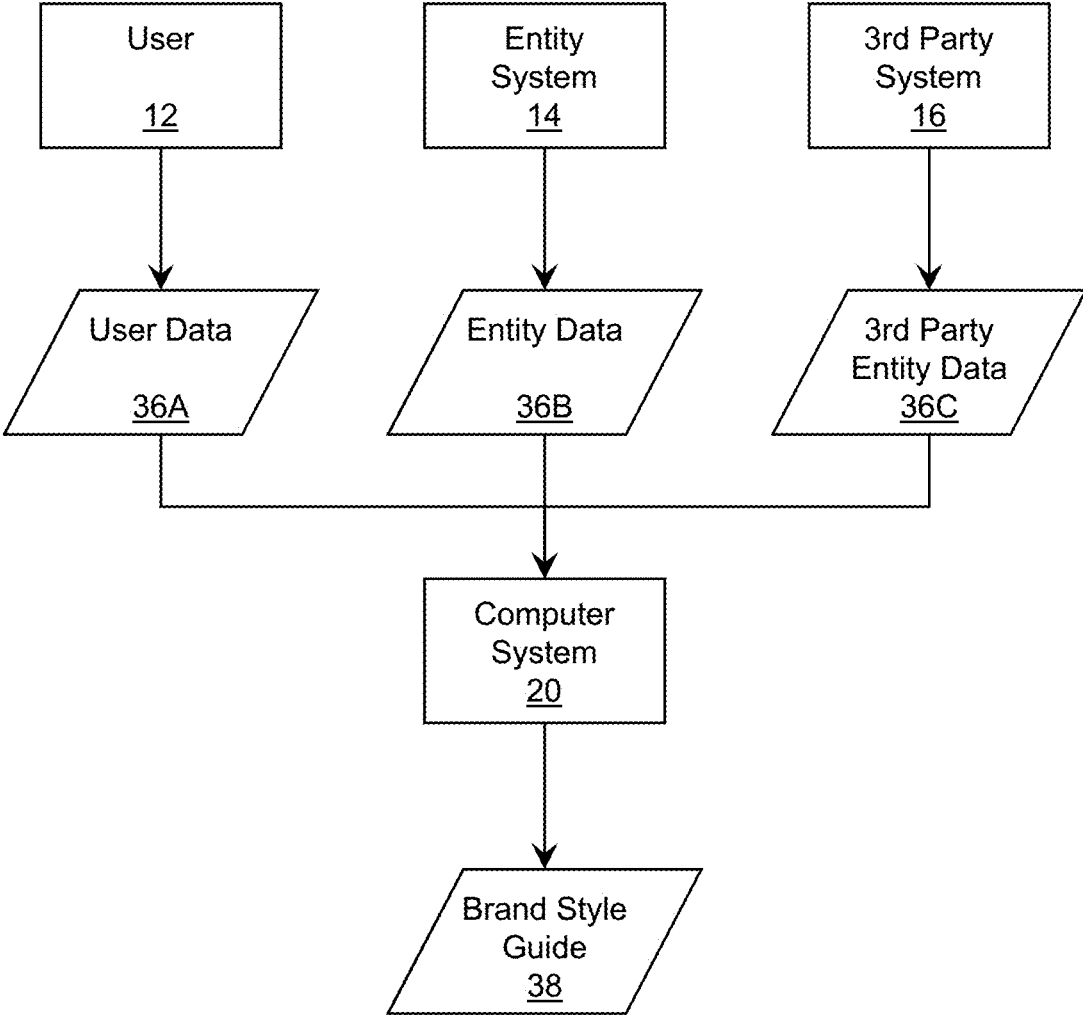 User
12
Entity
System
14
3rd Party
System
16
User Data
36A
Entity Data
36B
3rd Party
Entity Data
36C
Computer
System
20
Brand Style
Guide
38